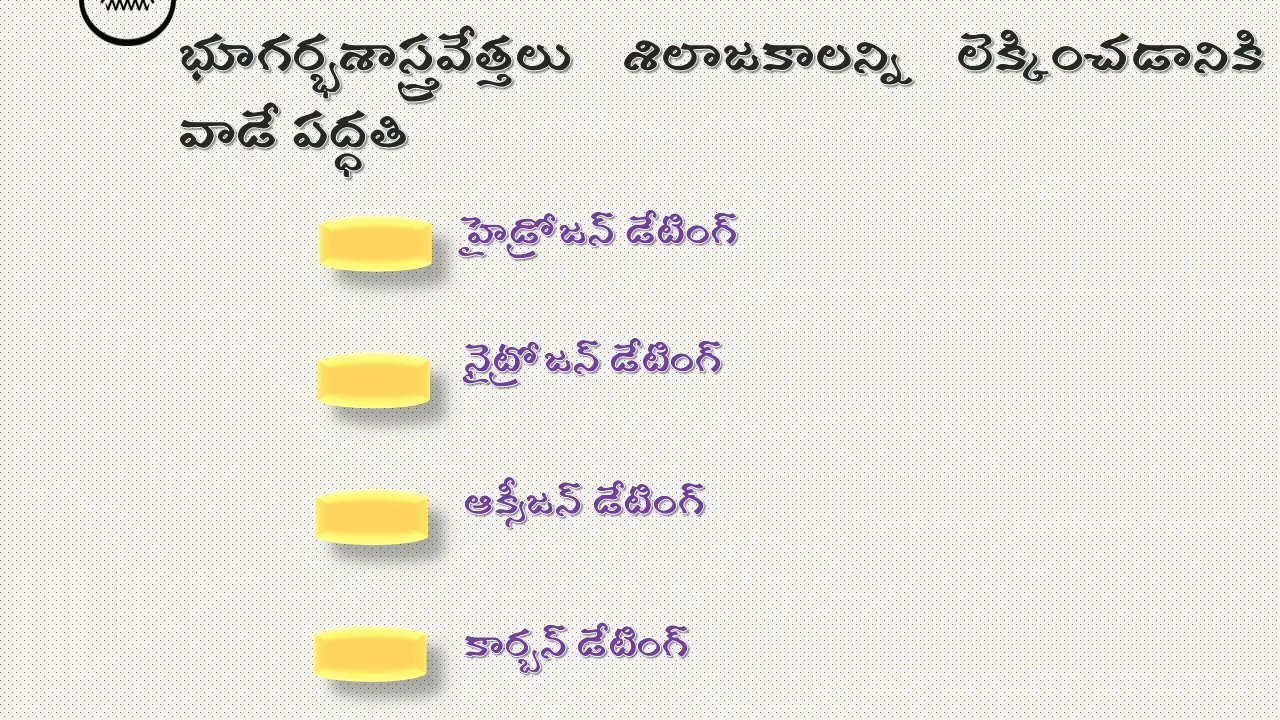 భూగర్భశాస్త్రవేత్తలు శిలాజకాలన్ని లెక్కించడానికి
వాడే పద్ధతి
హైడ్రోజన్ డేటింగ్
నైట్రోజన్ డేటింగ్
ఆక్సీజన్ డేటింగ్
కార్బన్ డేటింగ్